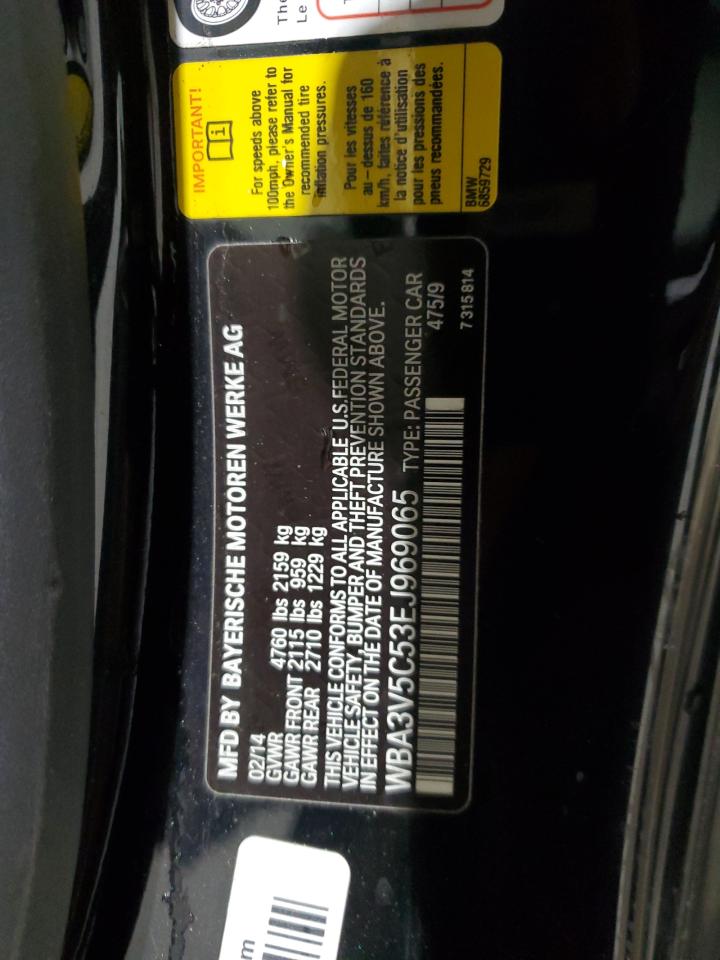 m
MFD BY BAYERISCHE MOTOREN WERKE AG
02/14
GVWR 4760 lbs 2159 kg
GAWR FRONT 2115 lbs 959 kg
GAWR REAR 2710 lbs 1229 kg
THIS VEHICLE CONFORMS TO ALL APPLICABLE U.S.FEDERAL MOTOR
VEHICLE SAFETY, BUMPER AND THEFT PREVENTION STANDARDS
IN EFFECT ON THE DATE OF MANUFACTURE SHOWN ABOVE.
WBA3V5C53EJ969065 TYPE: PASSENGER CAR
475/9
7 315 814
IMPORTANT!
i
For speeds above
100mph, please refer to
the Owner's Manual for
recommended tire
inflation pressures.
Pour les vitesses
au-dessus de 160
km/h, faites référence à
la notice d'utilisation
pour les pressions des
pneus recommandées.
BMW
6859729
The
Le